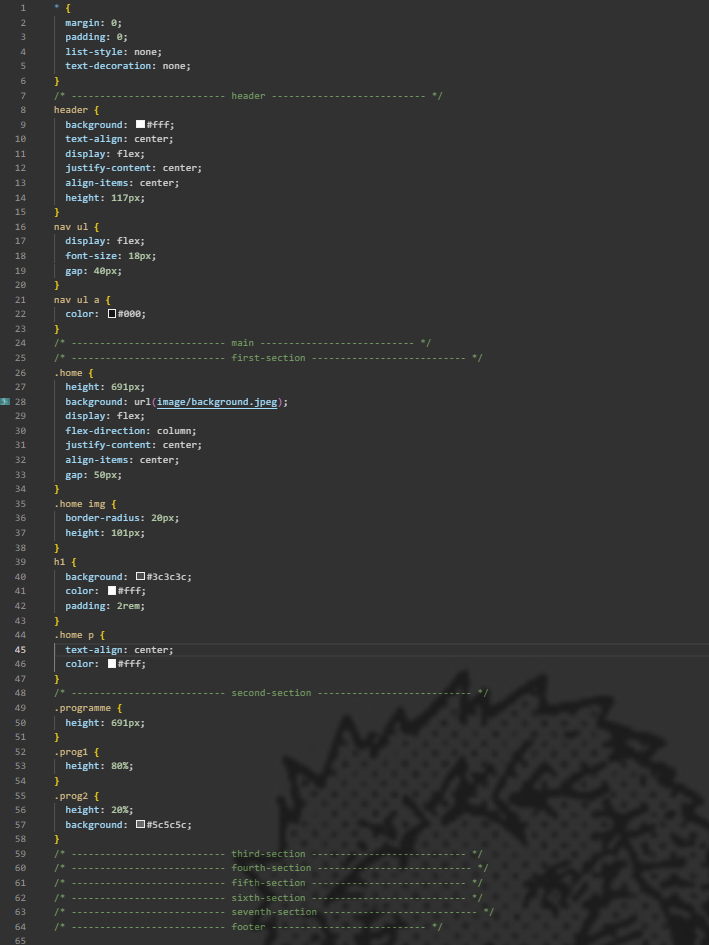 1 * {
2 margin: 0;
3 padding: 0;
4 list-style: none;
5 text-decoration: none;
6 }
7 /* --------------------------- header --------------------------- */
8 header {
9 background: #fff;
10 text-align: center;
11 display: flex;
12 justify-content: center;
13 align-items: center;
14 height: 117px;
15 }
16 nav ul {
17 display: flex;
18 font-size: 18px;
19 gap: 40px;
20 }
21 nav ul a {
22 color: #000;
23 }
24 /* --------------------------- main --------------------------- */
25 /* --------------------------- first-section --------------------------- */
26 .home {
27 height: 691px;
28 background: url(image/background.jpeg);
29 display: flex;
30 flex-direction: column;
31 justify-content: center;
32 align-items: center;
33 gap: 50px;
34 }
35 .home img {
36 border-radius: 20px;
37 height: 101px;
38 }
39 h1 {
40 background: #3c3c3c;
41 color: #fff;
42 padding: 2rem;
43 }
44 .home p {
45 text-align: center;
46 color: #fff;
47 }
48 /* --------------------------- second-section --------------------------- */
49 .programme {
50 height: 691px;
51 }
52 .prog1 {
53 height: 80%;
54 }
55 .prog2 {
56 height: 20%;
57 background: #5c5c5c;
58 }
59 /* --------------------------- third-section --------------------------- */
60 /* --------------------------- fourth-section --------------------------- */
61 /* --------------------------- fifth-section --------------------------- */
62 /* --------------------------- sixth-section --------------------------- */
63 /* --------------------------- seventh-section --------------------------- */
64 /* --------------------------- footer --------------------------- */
65